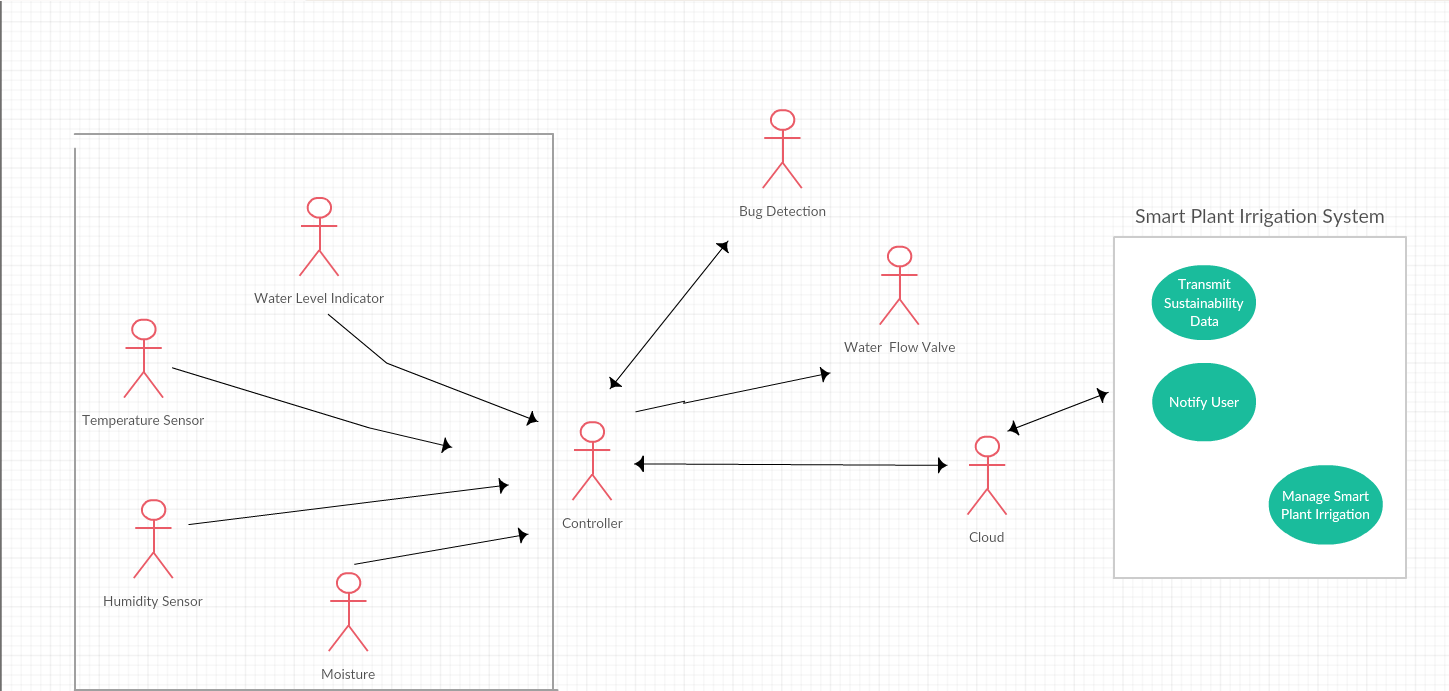 Bug Detection
Smart Plant Irrigation System
Water Level Indicator
Water  Flow Valve
Transmit
Sustainability
Data
Temperature Sensor
Notify User
Controller
Cloud
Manage Smart
Plant Irrigation
Humidity Sensor
Moisture